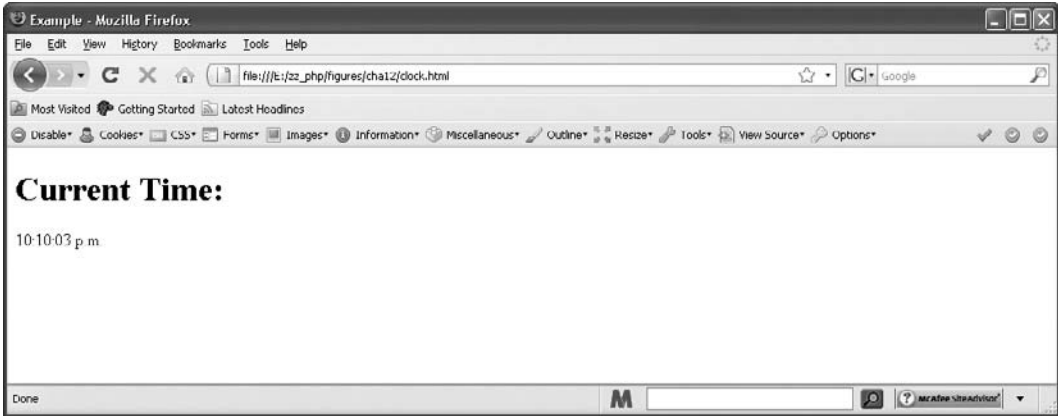 Example - Mozilla Firefox
File Edit View History Bookmarks Tools Help
file:///E:/zz_php/figures/cha12/clock.html G Google
Most Visited Getting Started Latest Headlines
Disable Cookies CSS Forms Images Information Miscellaneous Outline Resize Tools View Source Options
Current Time:
10:10:03 p.m.
Done M ? McAfee SiteAdvisor